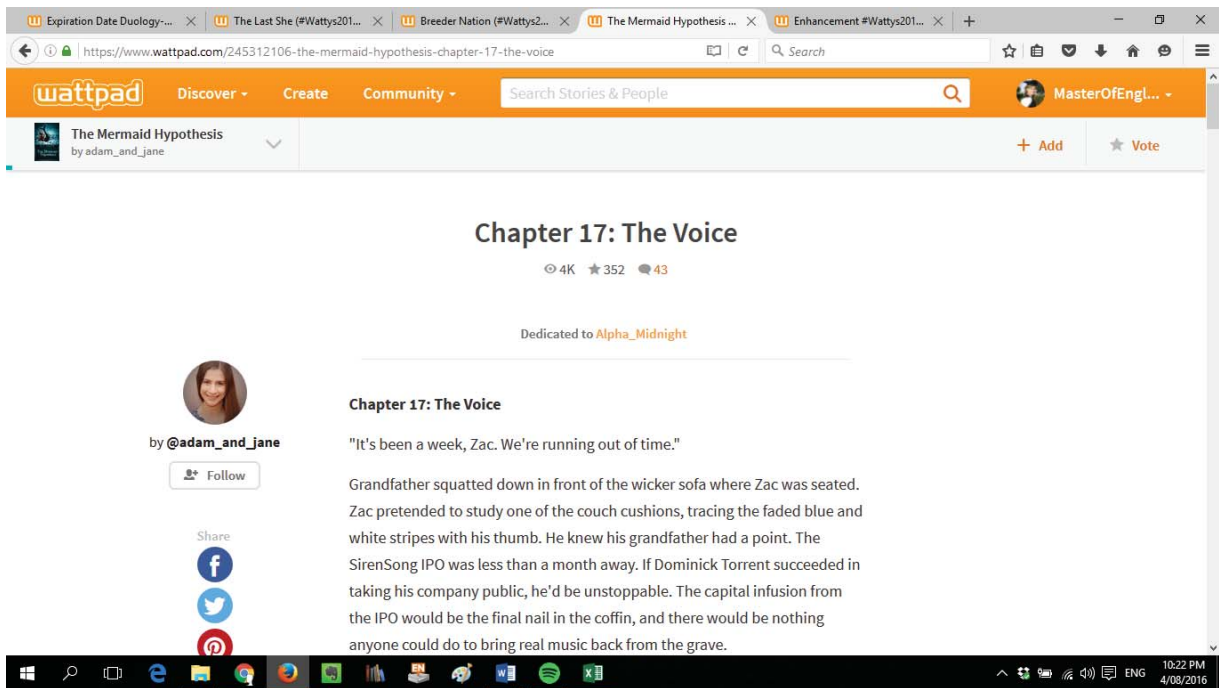 Expiration Date Duology-...
The Last She (#Wattys201...
Breeder Nation (#Wattys2...
The Mermaid Hypothesis ...
Enhancement #Wattys201...
https://www.wattpad.com/245312106-the-mermaid-hypothesis-chapter-17-the-voice
Search
wattpad
Discover
Create
Community
Search Stories & People
MasterOfEngl...
The Mermaid Hypothesis
by adam_and_jane
+ Add
Vote
Chapter 17: The Voice
4K 352 43
Dedicated to Alpha_Midnight
by @adam_and_jane
Follow
Share
Chapter 17: The Voice
"It's been a week, Zac. We're running out of time."
Grandfather squatted down in front of the wicker sofa where Zac was seated.
Zac pretended to study one of the couch cushions, tracing the faded blue and
white stripes with his thumb. He knew his grandfather had a point. The
SirenSong IPO was less than a month away. If Dominick Torrent succeeded in
taking his company public, he'd be unstoppable. The capital infusion from
the IPO would be the final nail in the coffin, and there would be nothing
anyone could do to bring real music back from the grave.
EN
ENG
10:22 PM
4/08/2016